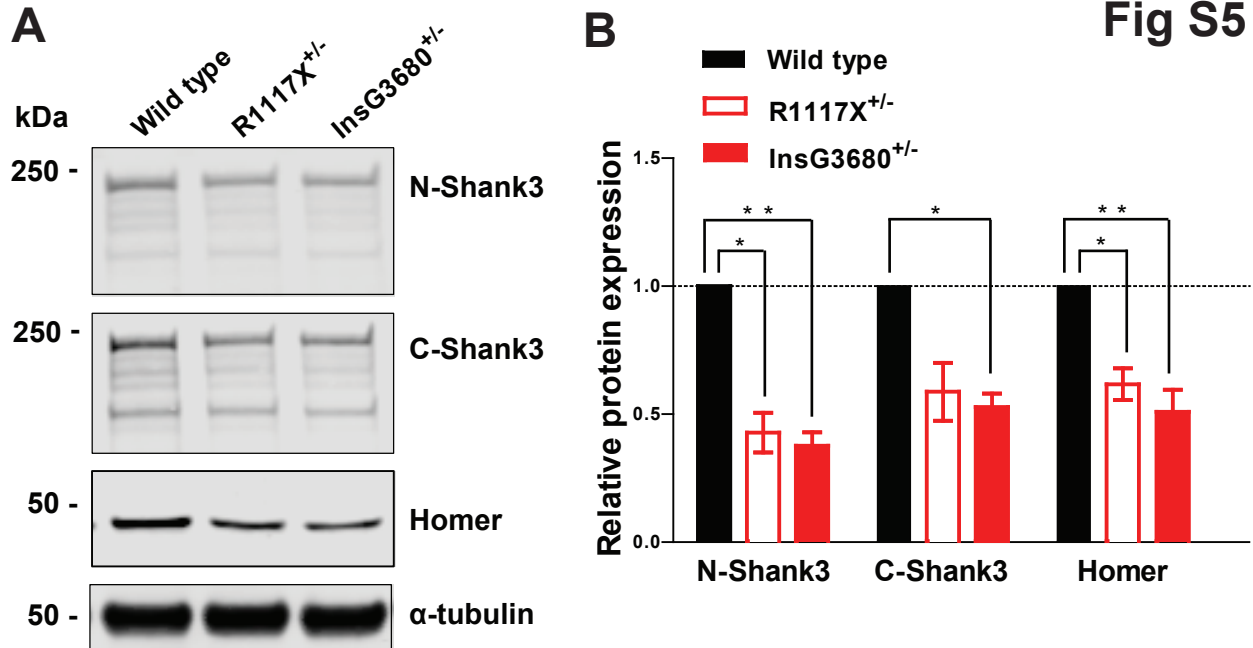 A
B
Fig S5
kDa
Wild type
R1117X+/-
InsG3680+/-
250 -
N-Shank3
250 -
C-Shank3
50 -
Homer
50 -
α-tubulin
Wild type
R1117X+/-
InsG3680+/-
Relative protein expression
1.5
1.0
0.5
0.0
* *
*
*
* *
*
N-Shank3
C-Shank3
Homer